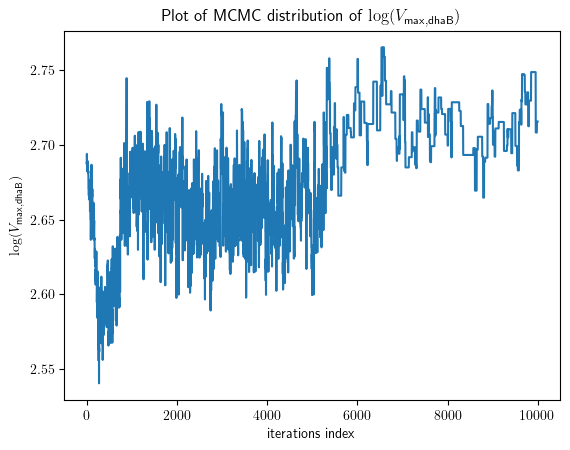 Plot of MCMC distribution of log(V_max,dhaB)
log(V_max,dhaB)
2.75
2.70
2.65
2.60
2.55
0 2000 4000 6000 8000 10000
iterations index